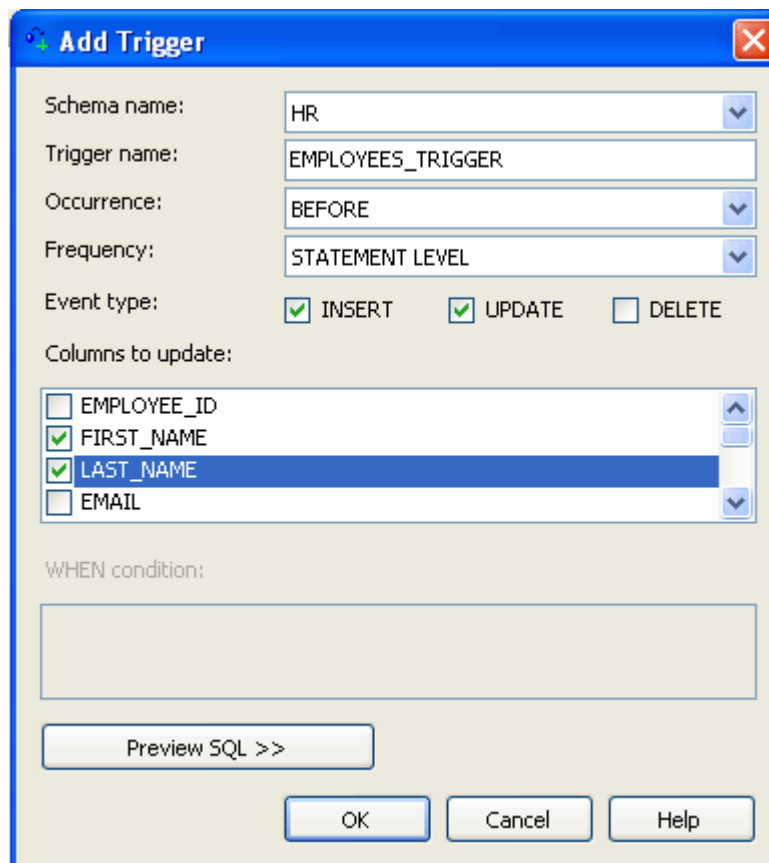 Add Trigger
Schema name: HR
Trigger name: EMPLOYEES_TRIGGER
Occurrence: BEFORE
Frequency: STATEMENT LEVEL
Event type: INSERT UPDATE DELETE
Columns to update:
EMPLOYEE_ID
FIRST_NAME
LAST_NAME
EMAIL
WHEN condition:
Preview SQL >>
OK Cancel Help